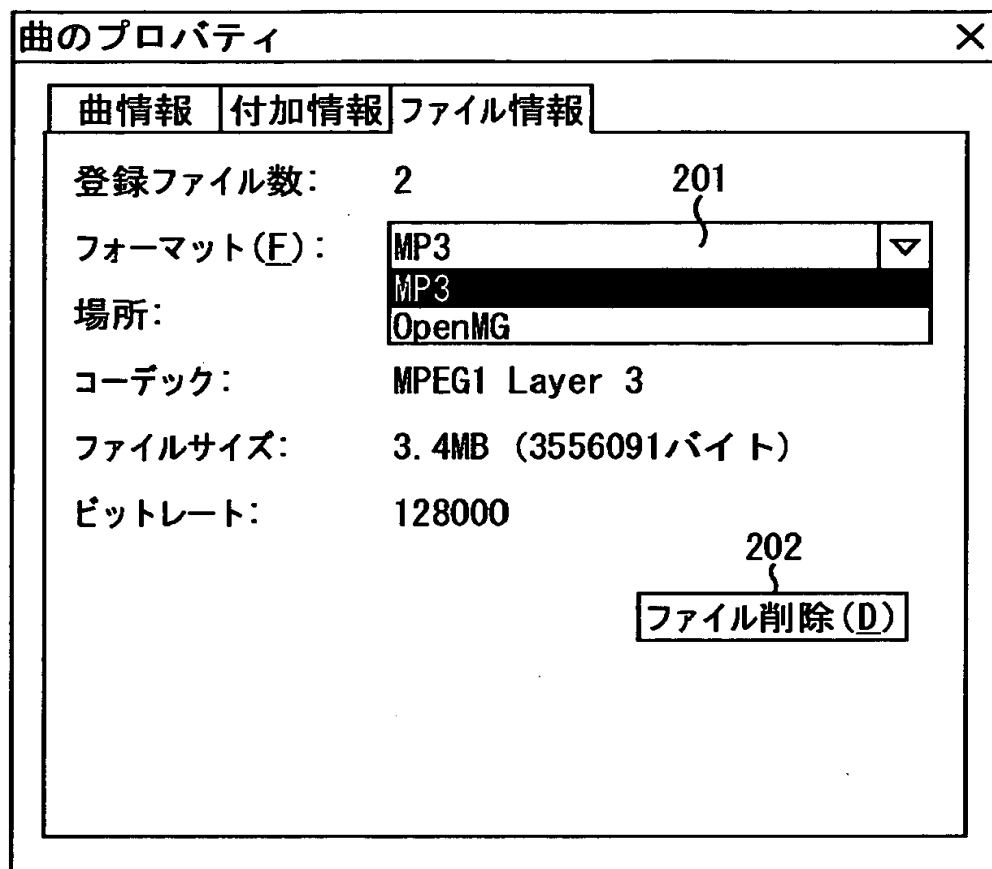 曲のプロパティ ×
曲情報 付加情報 ファイル情報
登録ファイル数: 2 201
フォーマット(F): MP3
MP3
場所:
OpenMG
コーデック: MPEG1 Layer 3
ファイルサイズ: 3.4MB (3556091バイト)
ビットレート: 128000
202
ファイル削除(D)